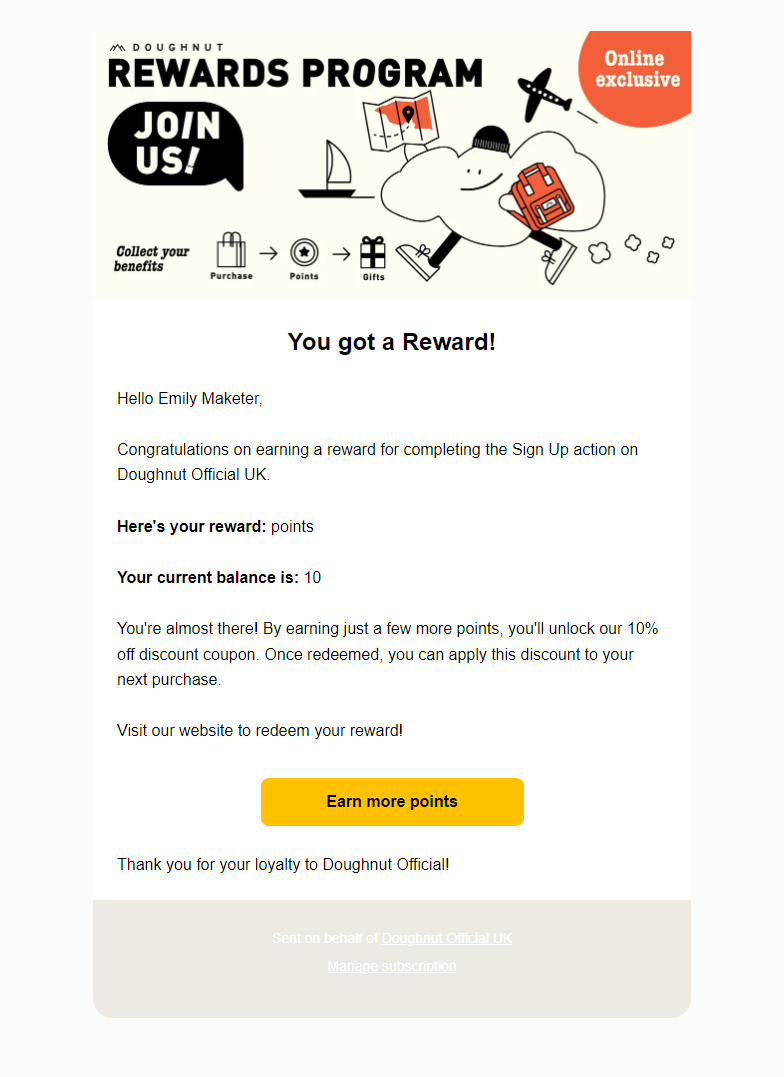 DOUGHNUT
REWARDS PROGRAM
Online
exclusive
JOIN
US!
Collect your
benefits
Purchase
Points
Gifts
You got a Reward!
Hello Emily Maketer,
Congratulations on earning a reward for completing the Sign Up action on
Doughnut Official UK.
Here's your reward: points
Your current balance is: 10
You're almost there! By earning just a few more points, you'll unlock our 10%
off discount coupon. Once redeemed, you can apply this discount to your
next purchase.
Visit our website to redeem your reward!
Earn more points
Thank you for your loyalty to Doughnut Official!
Sent on behalf of Doughnut Official UK
Manage subscription